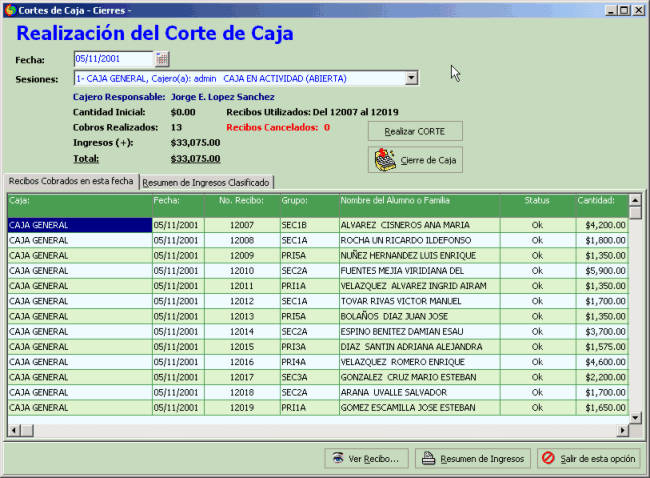 Cortes de Caja - Cierres -
Realización del Corte de Caja
Fecha: 05/11/2001
Sesiones: 1- CAJA GENERAL, Cajero(a): admin CAJA EN ACTIVIDAD (ABIERTA)
Cajero Responsable: Jorge E. Lopez Sanchez
Cantidad Inicial: $0.00 Recibos Utilizados: Del 12007 al 12019
Cobros Realizados: 13 Recibos Cancelados: 0 Realizar CORTE
Ingresos (+): $33,075.00
Total: $33,075.00 Cierre de Caja
Recibos Cobrados en esta fecha Resumen de Ingresos Clasificado
Caja: Fecha: No. Recibo: Grupo: Nombre del Alumno o Familia Status Cantidad:
CAJA GENERAL 05/11/2001 12007 SEC1B ALVAREZ CISNEROS ANA MARIA Ok $4,200.00
CAJA GENERAL 05/11/2001 12008 SEC1A ROCHA UN RICARDO ILDEFONSO Ok $1,800.00
CAJA GENERAL 05/11/2001 12009 PRI5A NUÑEZ HERNANDEZ LUIS ENRIQUE Ok $1,350.00
CAJA GENERAL 05/11/2001 12010 SEC2A FUENTES MEJIA VIRIDIANA DEL Ok $5,900.00
CAJA GENERAL 05/11/2001 12011 PRI1A VELAZQUEZ ALVAREZ INGRID AIRAM Ok $1,350.00
CAJA GENERAL 05/11/2001 12012 SEC1A TOVAR RIVAS VICTOR MANUEL Ok $1,700.00
CAJA GENERAL 05/11/2001 12013 PRI5A BOLAÑOS DIAZ JUAN JOSE Ok $1,350.00
CAJA GENERAL 05/11/2001 12014 SEC2A ESPINO BENITEZ DAMIAN ESAU Ok $3,700.00
CAJA GENERAL 05/11/2001 12015 PRI3A DIAZ SANTIN ADRIANA ALEJANDRA Ok $1,575.00
CAJA GENERAL 05/11/2001 12016 PRI4A VELAZQUEZ ROMERO ENRIQUE Ok $4,600.00
CAJA GENERAL 05/11/2001 12017 SEC3A GONZALEZ CRUZ MARIO ESTEBAN Ok $2,200.00
CAJA GENERAL 05/11/2001 12018 SEC2A ARANA UVALLE SALVADOR Ok $1,700.00
CAJA GENERAL 05/11/2001 12019 PRI1A GOMEZ ESCAMILLA JOSE ESTEBAN Ok $1,650.00
Ver Recibo... Resumen de Ingresos Salir de esta opción